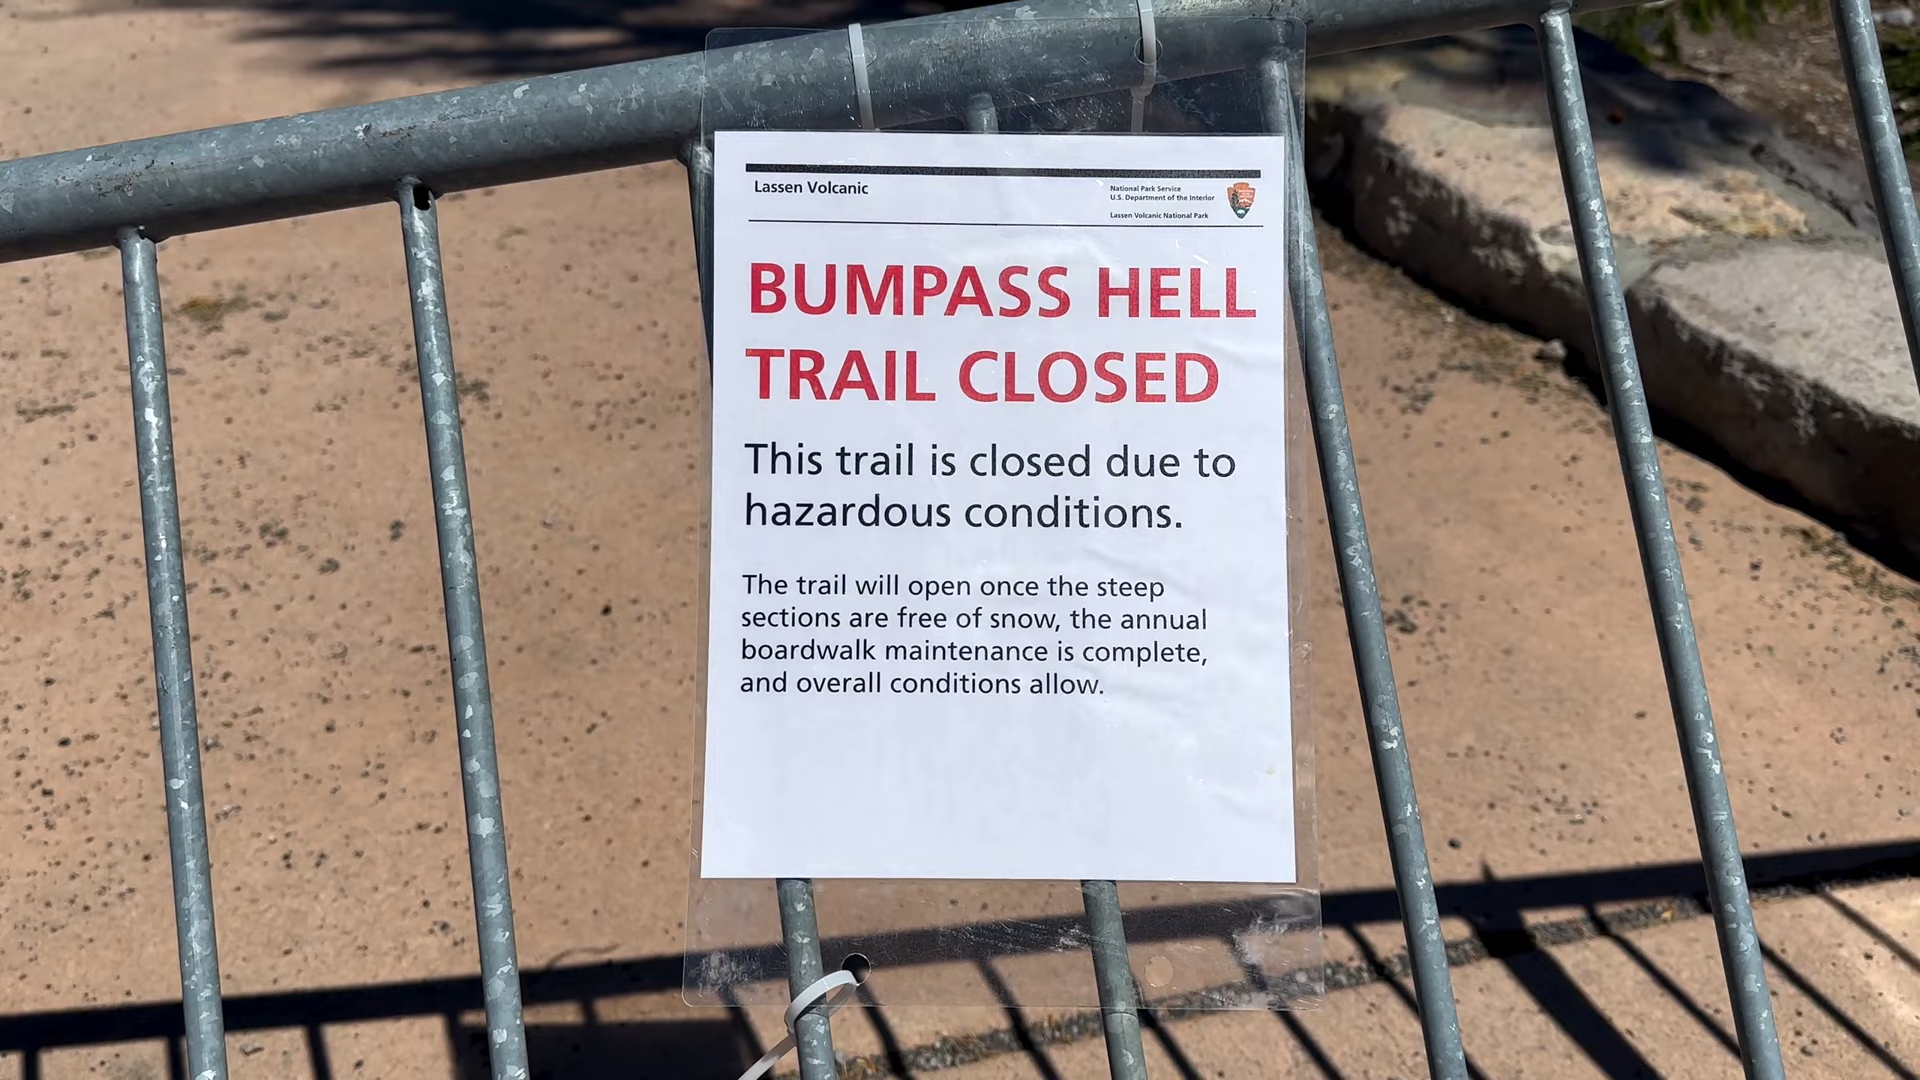 Lassen Volcanic
National Park Service
U.S. Department of the Interior
Lassen Volcanic National Park
BUMPASS HELL
TRAIL CLOSED
This trail is closed due to
hazardous conditions.
The trail will open once the steep
sections are free of snow, the annual
boardwalk maintenance is complete,
and overall conditions allow.